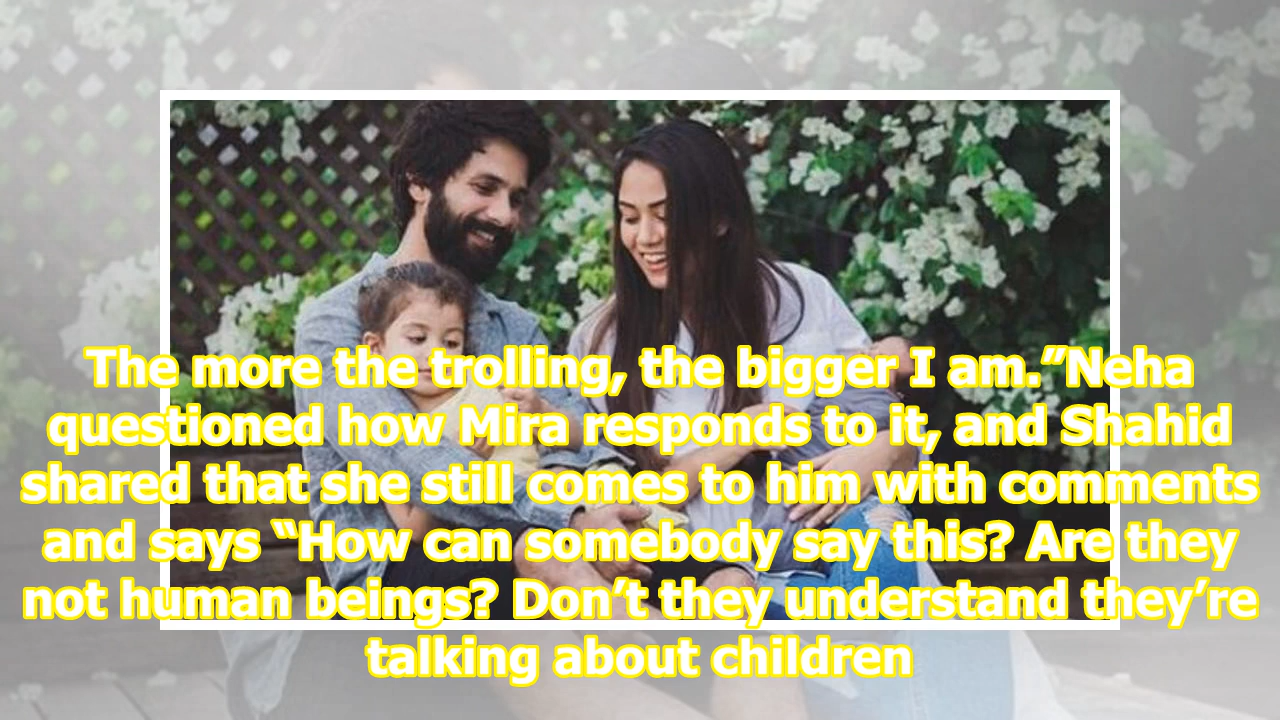 The more the trolling, the bigger I am.”Neha
questioned how Mira responds to it, and Shahid
shared that she still comes to him with comments
and says “How can somebody say this? Are they
not human beings? Don’t they understand they’re
talking about children